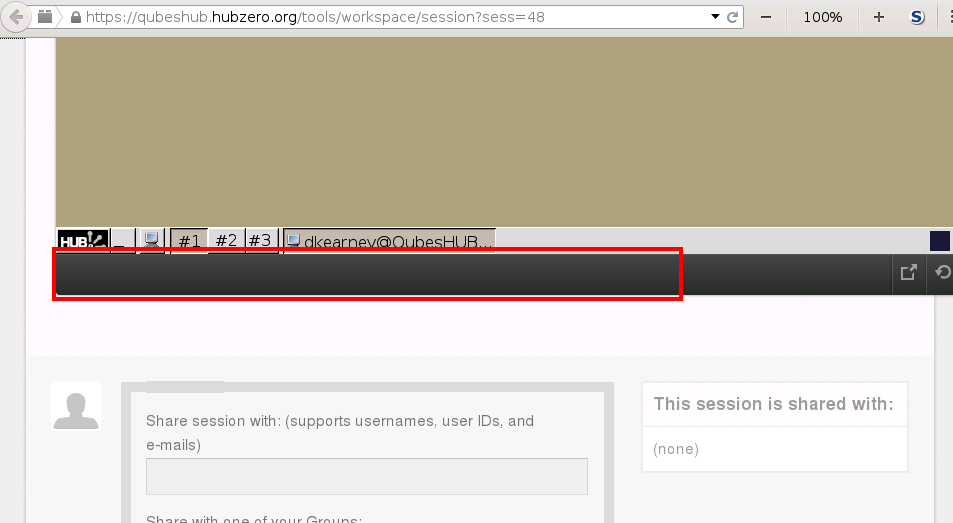 https://qubeshub.hubzero.org/tools/workspace/session?sess=48
100%
S
HUB
#1 #2 #3 dkearney@QubesHUB...
Share session with: (supports usernames, user IDs, and
e-mails)
Share with one of your Groups:
This session is shared with:
(none)